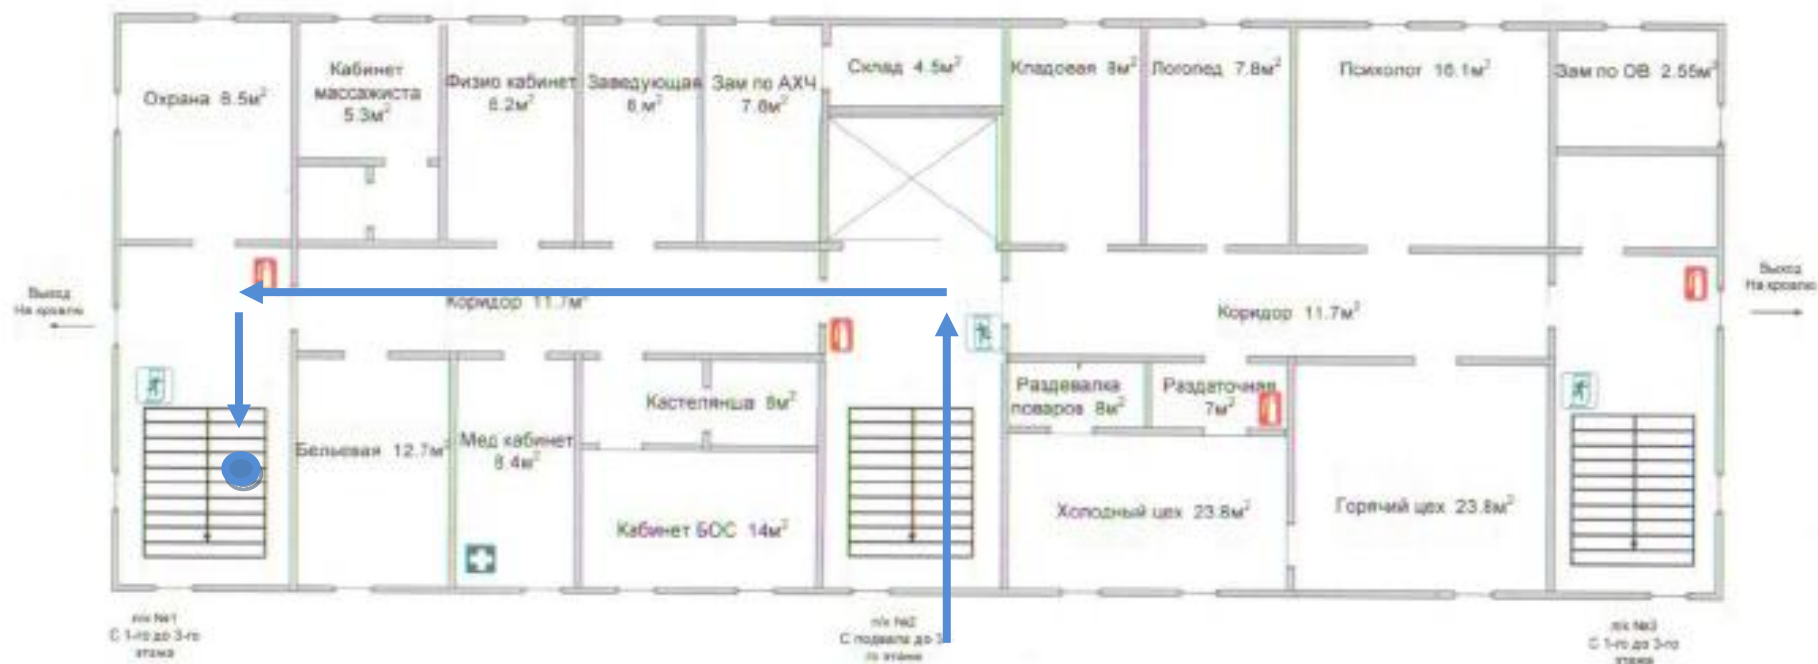 Охрана 8.5м²
Кабинет
массажиста
5.3м²
Физио кабинет
8.2м²
Заведующая
8 м²
Зам по АХЧ
7.8м²
Склад 4.5м²
Кладовая 8м²
Логопед 7.8м²
Психолог 16.1м²
Зам по ОВ 2.55м²
Выход
На кровлю
Коридор 11.7м²
Коридор 11.7м²
Выход
На кровлю
Бельевая 12.7м²
Мед кабинет
8.4м²
Кастелянша 8м²
Кабинет БОС 14м²
Раздевалка
поваров 8м²
Раздаточная
7м²
Холодный цех 23.8м²
Горячий цех 23.8м²
л/к №1
С 1-го до 3-го
этажа
л/к №2
С подвала до 3-
го этажа
л/к №3
С 1-го до 3-го
этажа